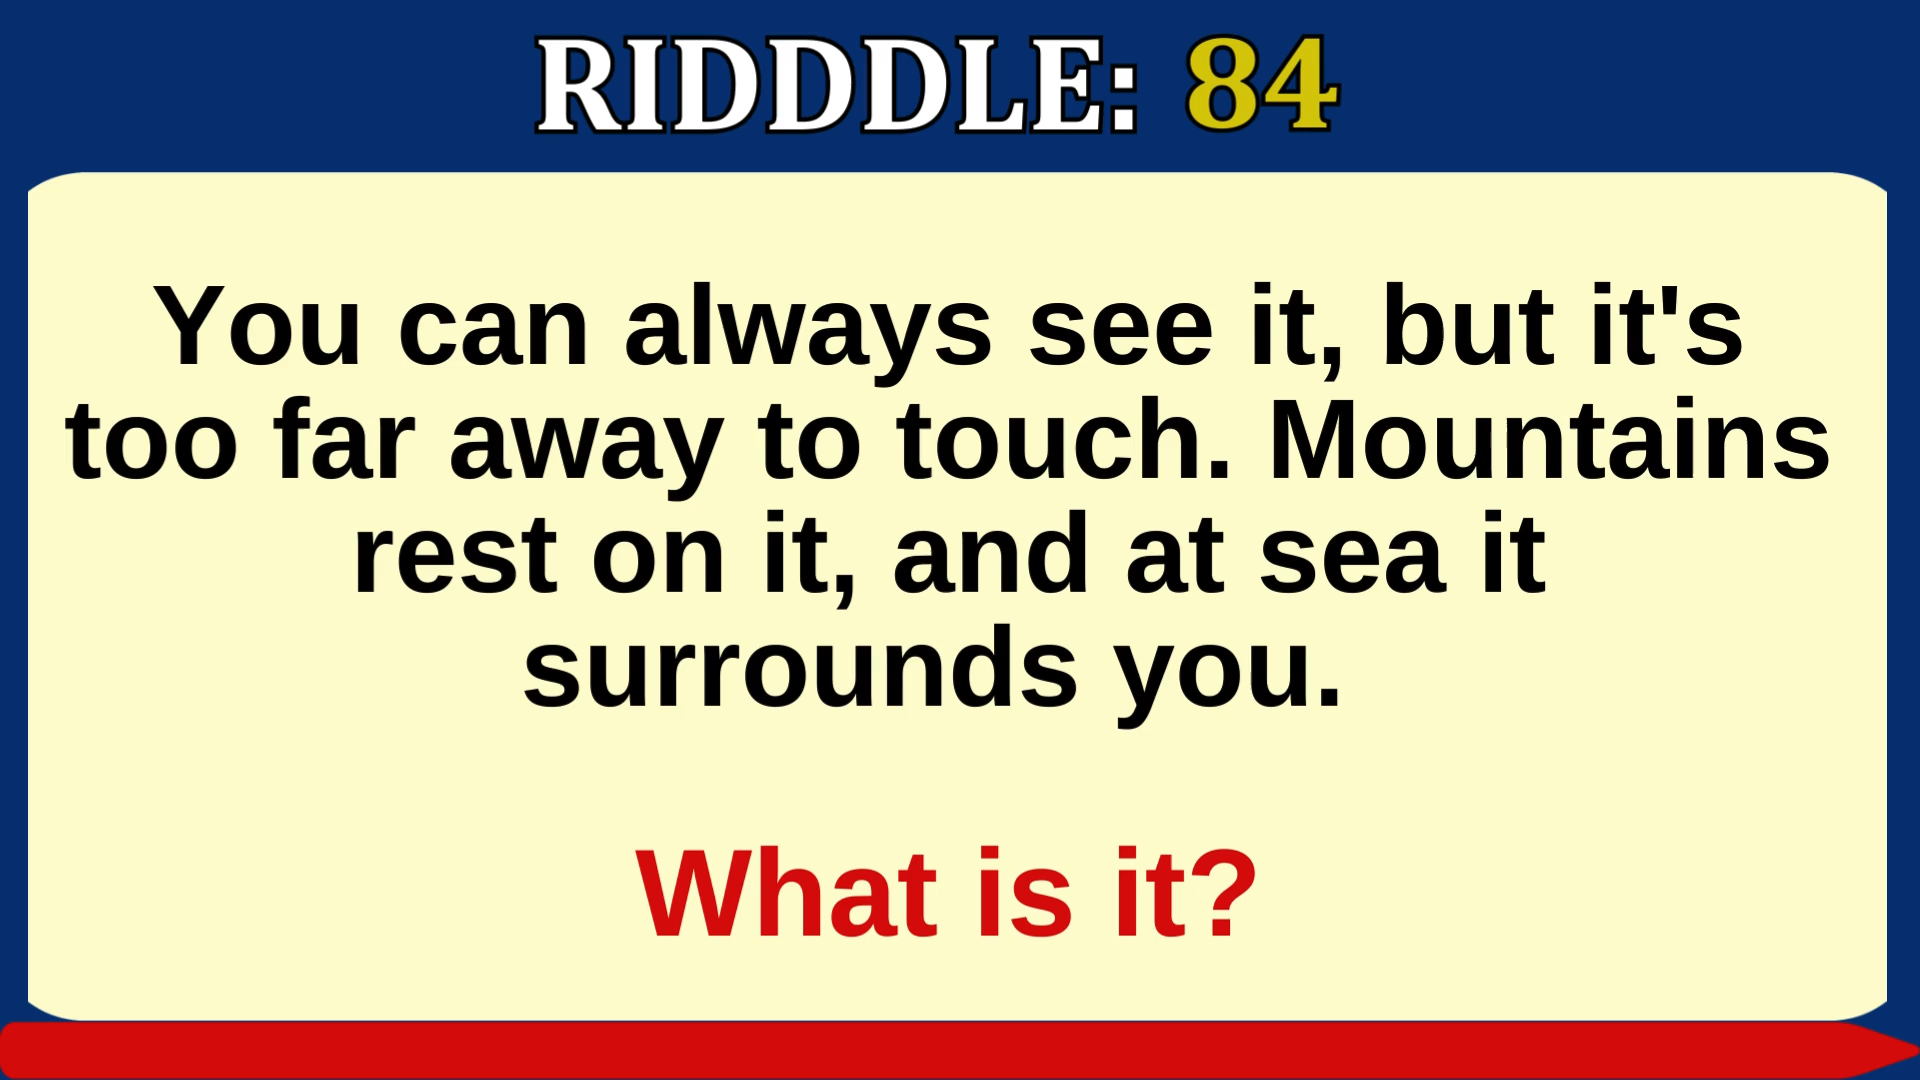 RIDDDLE: 84
You can always see it, but it's
too far away to touch. Mountains
rest on it, and at sea it
surrounds you.
What is it?